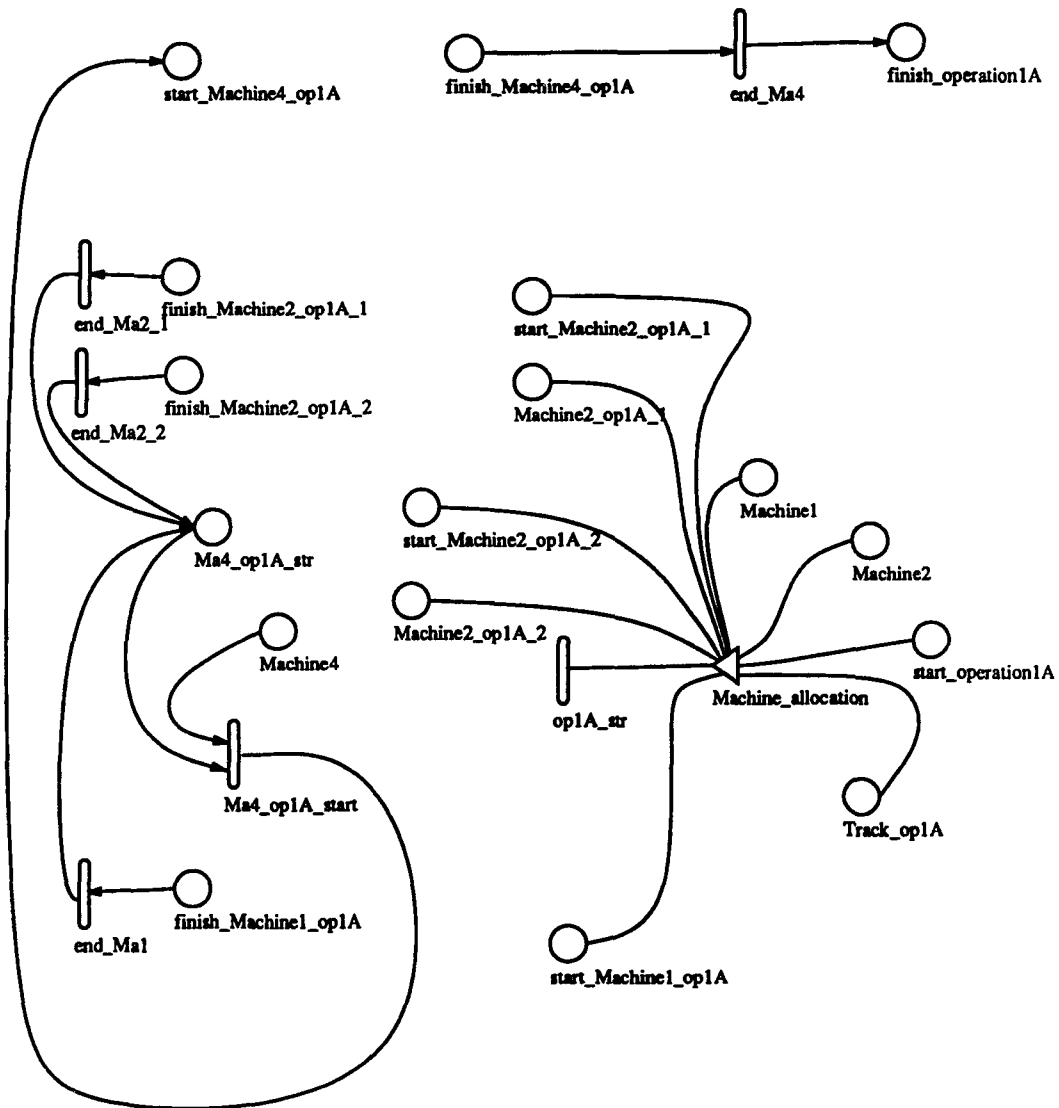 start_Machine4_op1A
finish_Machine4_op1A
end_Ma4
finish_operation1A
end_Ma2_1
finish_Machine2_op1A_1
start_Machine2_op1A_1
end_Ma2_2
finish_Machine2_op1A_2
Machine2_op1A_1
Machine1
Ma4_op1A_str
start_Machine2_op1A_2
Machine2
Machine4
Machine2_op1A_2
start_operation1A
op1A_str
Machine_allocation
Ma4_op1A_start
Track_op1A
end_Ma1
finish_Machine1_op1A
start_Machine1_op1A